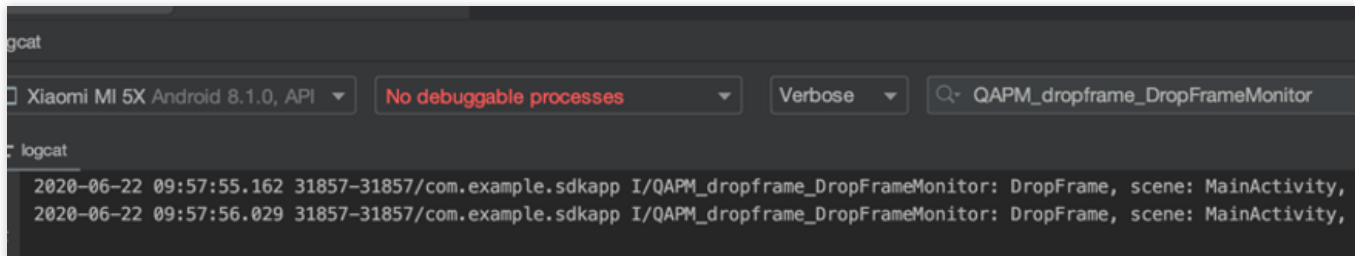 gcat
Xiaomi MI 5X Android 8.1.0, API No debuggable processes Verbose QAPM_dropframe_DropFrameMonitor
logcat
2020-06-22 09:57:55.162 31857-31857/com.example.sdkapp I/QAPM_dropframe_DropFrameMonitor: DropFrame, scene: MainActivity,
2020-06-22 09:57:56.029 31857-31857/com.example.sdkapp I/QAPM_dropframe_DropFrameMonitor: DropFrame, scene: MainActivity,